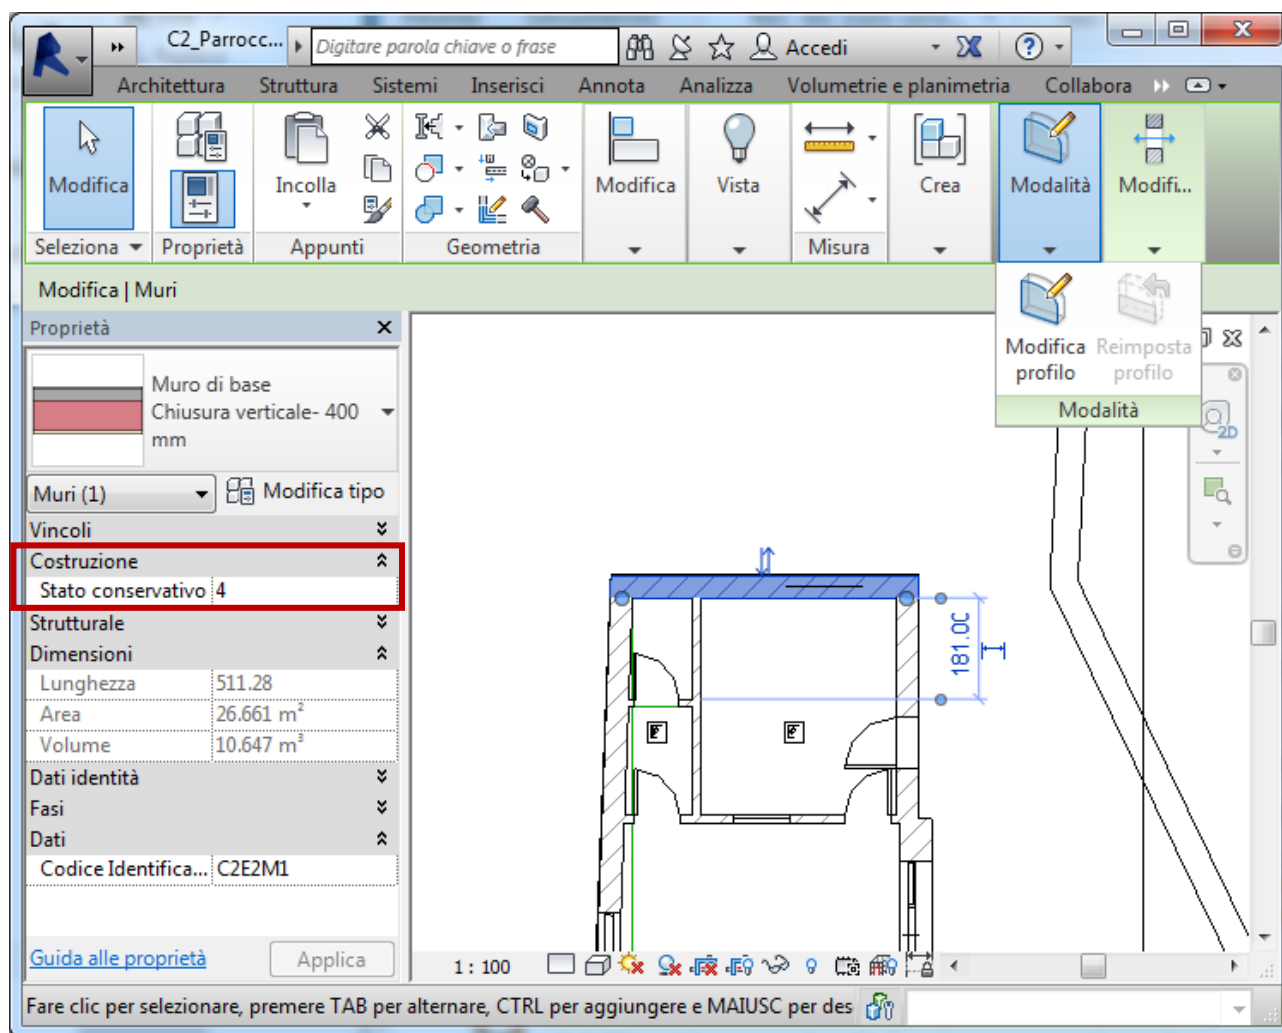 C2_Parrocc...
Digitare parola chiave o frase
Accedi
Architettura Struttura Sistemi Inserisci Annota Analizza Volumetrie e planimetria Collabora
Modifica
Incolla
Modifica
Vista
Crea
Modalità
Modifi...
Seleziona
Proprietà
Appunti
Geometria
Misura
Modifica | Muri
Modifica profilo
Reimposta profilo
Modalità
Proprietà
Muro di base
Chiusura verticale- 400
mm
Muri (1)
Modifica tipo
Vincoli
Costruzione
Stato conservativo 4
Strutturale
Dimensioni
Lunghezza 511.28
Area 26.661 m²
Volume 10.647 m³
Dati identità
Fasi
Dati
Codice Identifica... C2E2M1
Guida alle proprietà
Applica
2D
181.00
1 : 100
Fare clic per selezionare, premere TAB per alternare, CTRL per aggiungere e MAIUSC per des